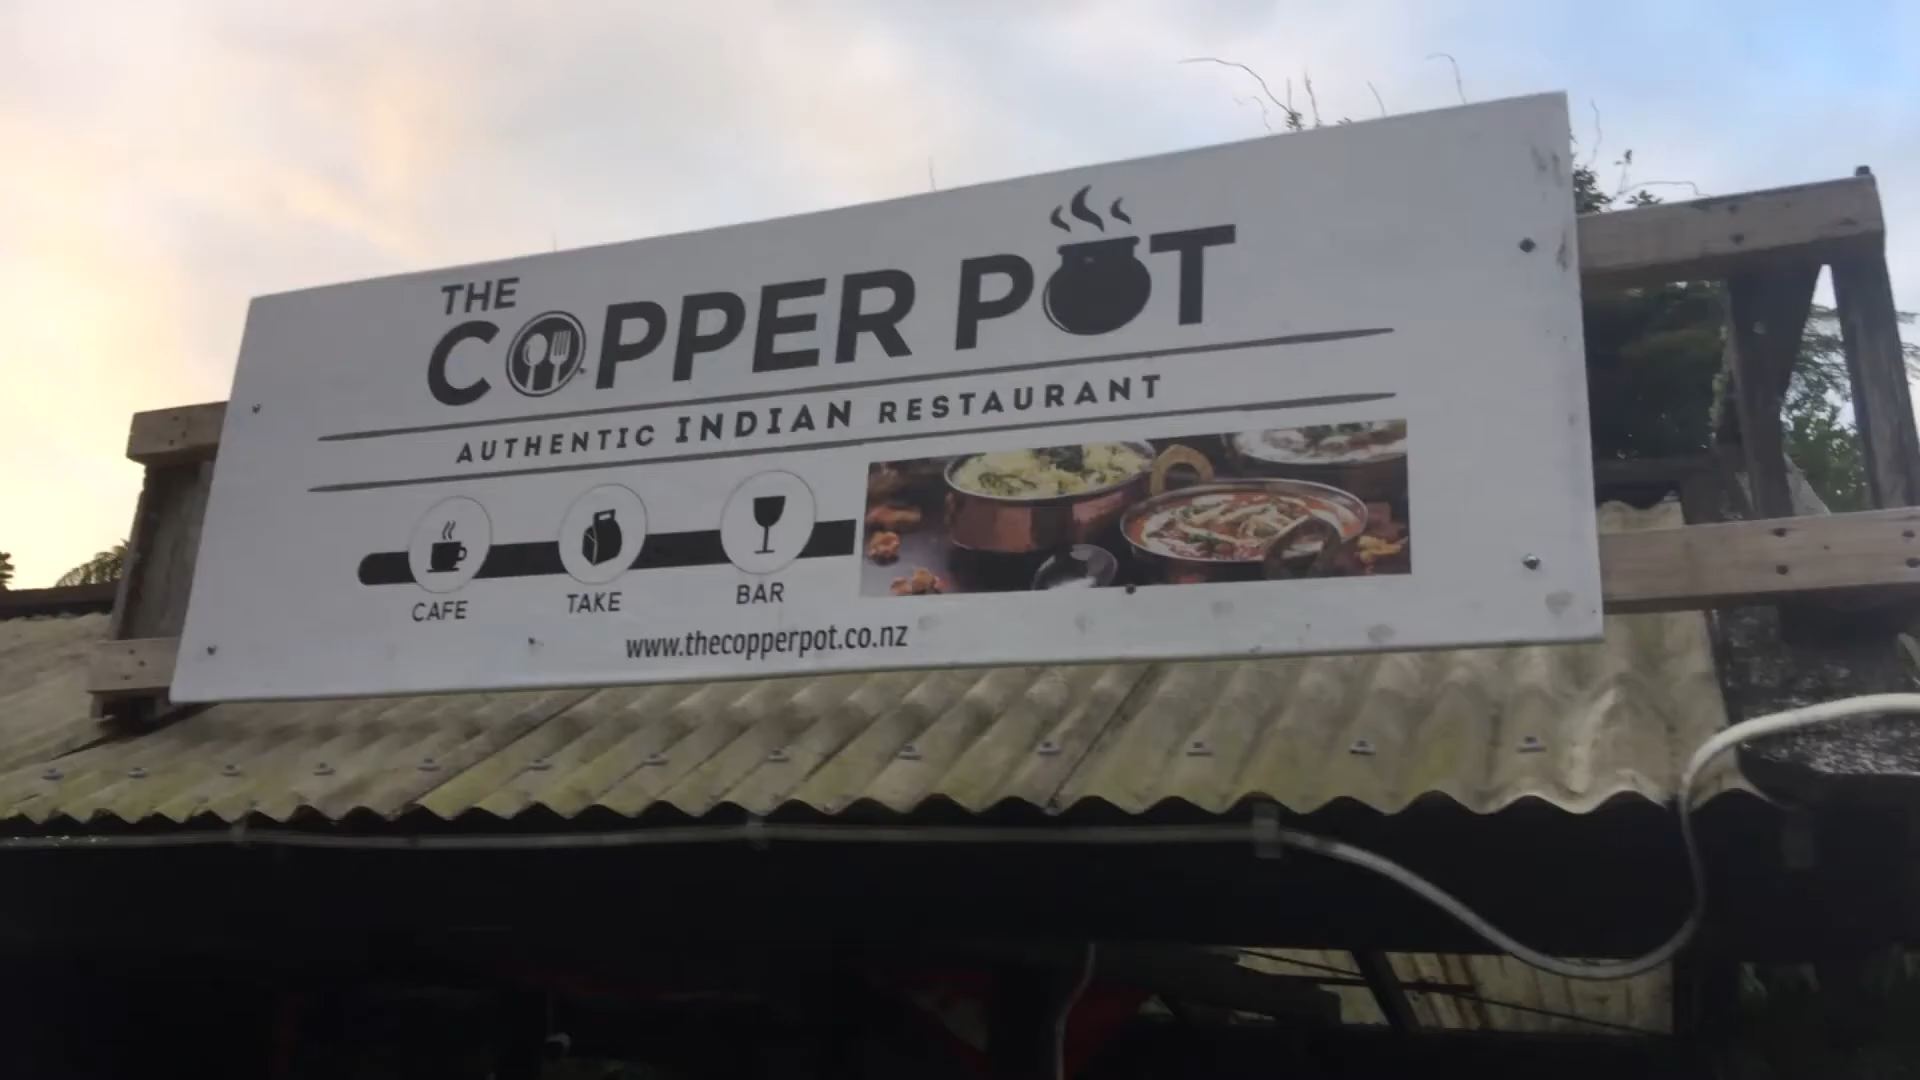 THE
COPPER POT
AUTHENTIC INDIAN RESTAURANT
CAFE
TAKE
BAR
www.thecopperpot.co.nz